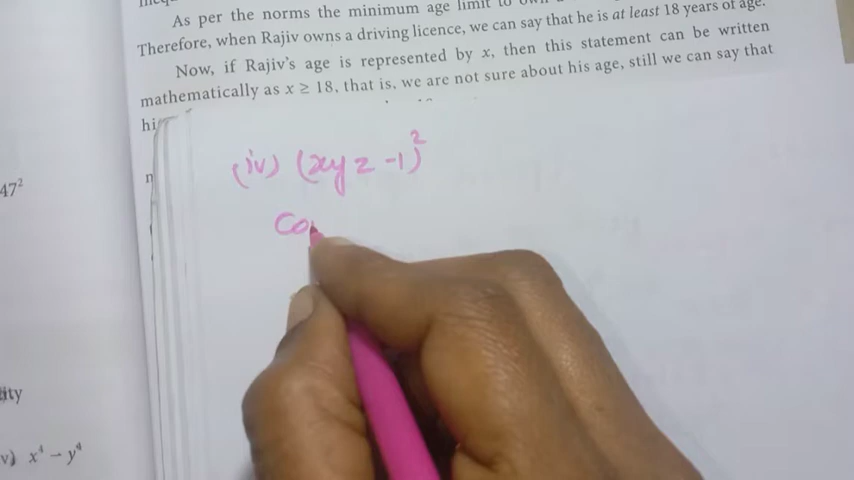 As per the norms the minimum age limit to
Therefore, when Rajiv owns a driving licence, we can say that he is at least 18 years of age.
Now, if Rajiv's age is represented by x, then this statement can be written
mathematically as x ≥ 18, that is, we are not sure about his age, still we can say that
hi
(iv) (xyz -1)²
Co
47²
ity
v) x⁴ − y⁴